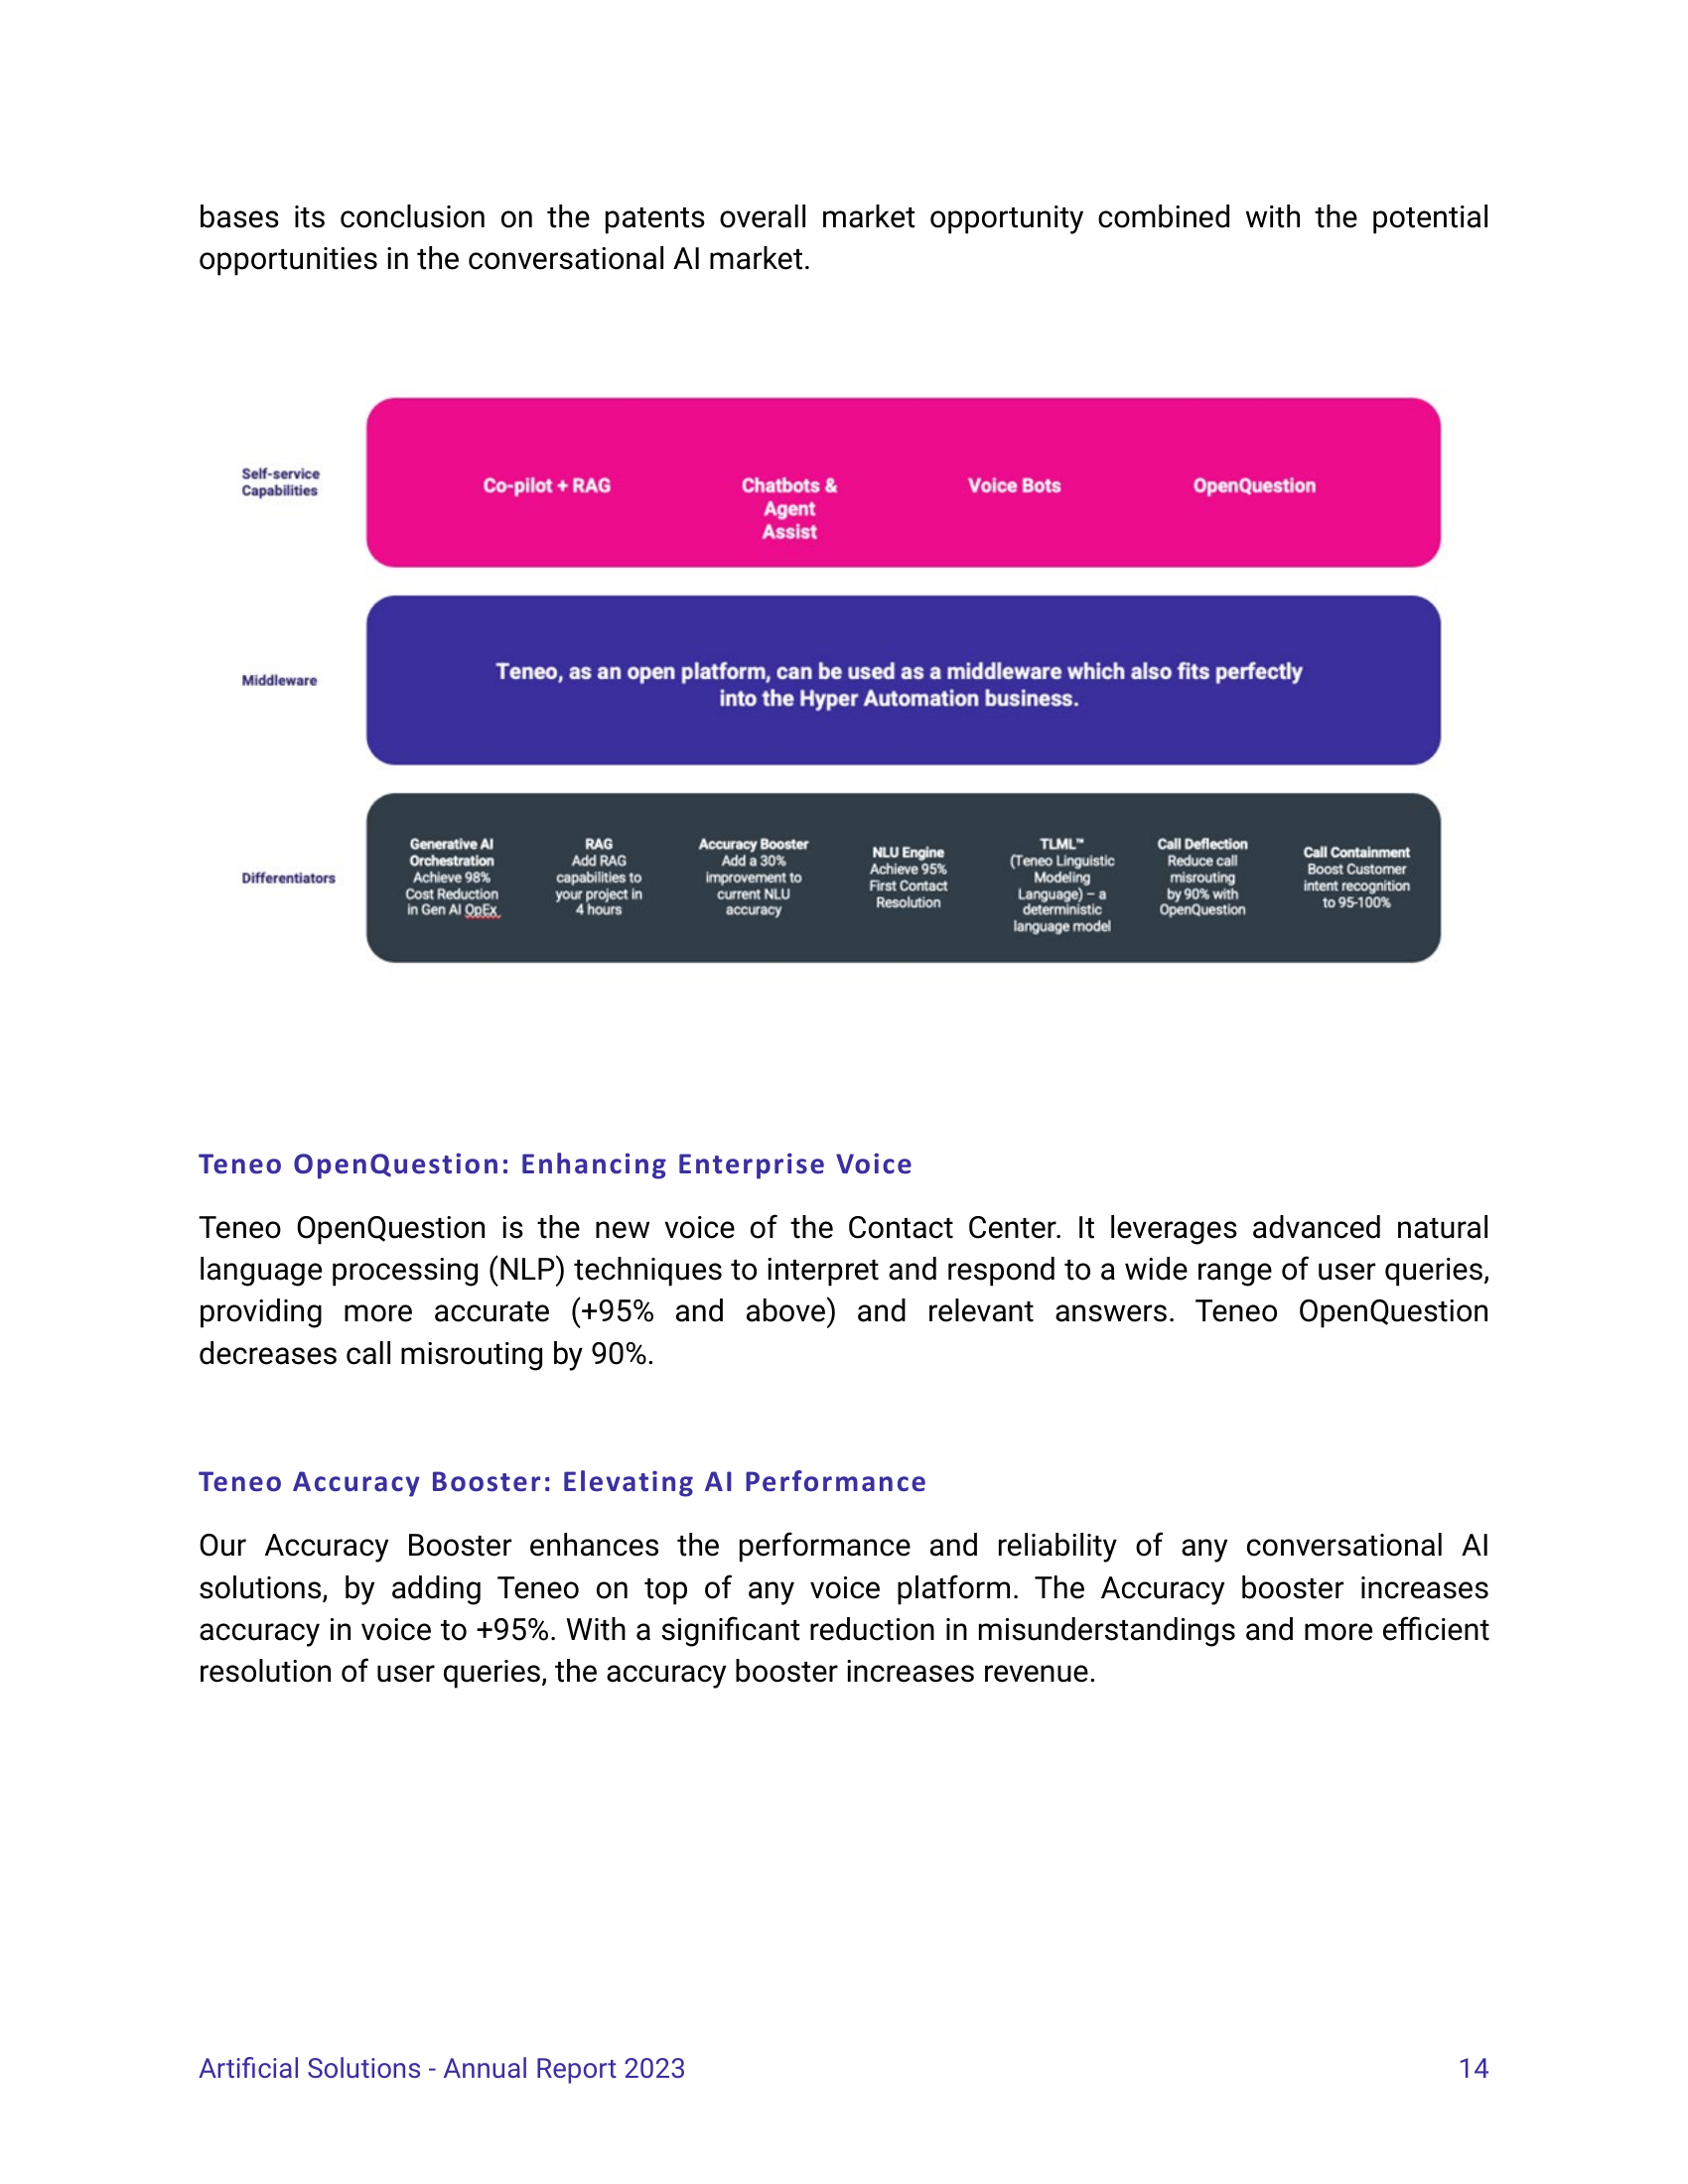 bases its conclusion on the patents overall market opportunity combined with the potential
opportunities in the conversational AI market.
Self-service
Capabilities
Co-pilot + RAG
Chatbots &
Agent
Assist
Voice Bots
OpenQuestion
Middleware
Teneo, as an open platform, can be used as a middleware which also fits perfectly
into the Hyper Automation business.
Differentiators
Generative AI
Orchestration
Achieve 98%
Cost Reduction
in Gen AI OpEx
RAG
Add RAG
capabilities to
your project in
4 hours
Accuracy Booster
Add a 30%
improvement to
current NLU
accuracy
NLU Engine
Achieve 95%
First Contact
Resolution
TLML™
(Teneo Linguistic
Modeling
Language) – a
deterministic
language model
Call Deflection
Reduce call
misrouting
by 90% with
OpenQuestion
Call Containment
Boost Customer
intent recognition
to 95-100%
Teneo OpenQuestion: Enhancing Enterprise Voice
Teneo OpenQuestion is the new voice of the Contact Center. It leverages advanced natural
language processing (NLP) techniques to interpret and respond to a wide range of user queries,
providing more accurate (+95% and above) and relevant answers. Teneo OpenQuestion
decreases call misrouting by 90%.
Teneo Accuracy Booster: Elevating AI Performance
Our Accuracy Booster enhances the performance and reliability of any conversational AI
solutions, by adding Teneo on top of any voice platform. The Accuracy booster increases
accuracy in voice to +95%. With a significant reduction in misunderstandings and more efficient
resolution of user queries, the accuracy booster increases revenue.
Artificial Solutions - Annual Report 2023
14